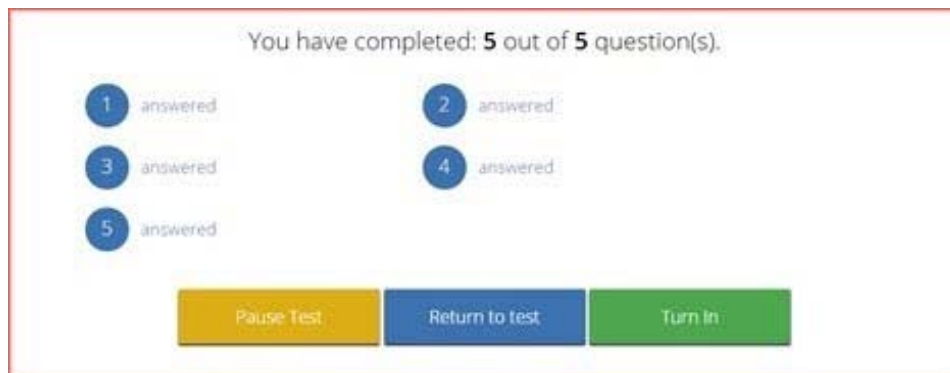 You have completed: 5 out of 5 question(s).
1 answered 2 answered
3 answered 4 answered
5 answered
Pause Test Return to test Turn In